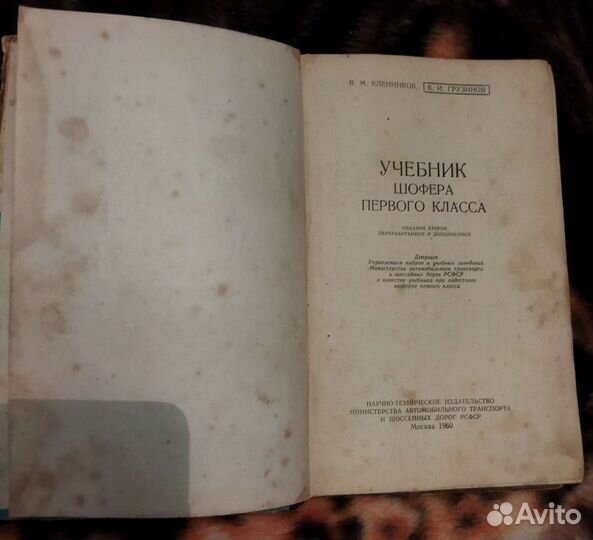 В. М. КЛЕННИКОВ, В. И. ГРУЗИНОВ
УЧЕБНИК
ШОФЕРА
ПЕРВОГО КЛАССА
ИЗДАНИЕ ВТОРОЕ,
ПЕРЕРАБОТАННОЕ И ДОПОЛНЕННОЕ
Допущен
Управлением кадров и учебных заведений
Министерства автомобильного транспорта
и шоссейных дорог РСФСР
в качестве учебника при подготовке
шоферов первого класса
НАУЧНО-ТЕХНИЧЕСКОЕ ИЗДАТЕЛЬСТВО
МИНИСТЕРСТВА АВТОМОБИЛЬНОГО ТРАНСПОРТА
И ШОССЕЙНЫХ ДОРОГ РСФСР
Москва 1960
Avito